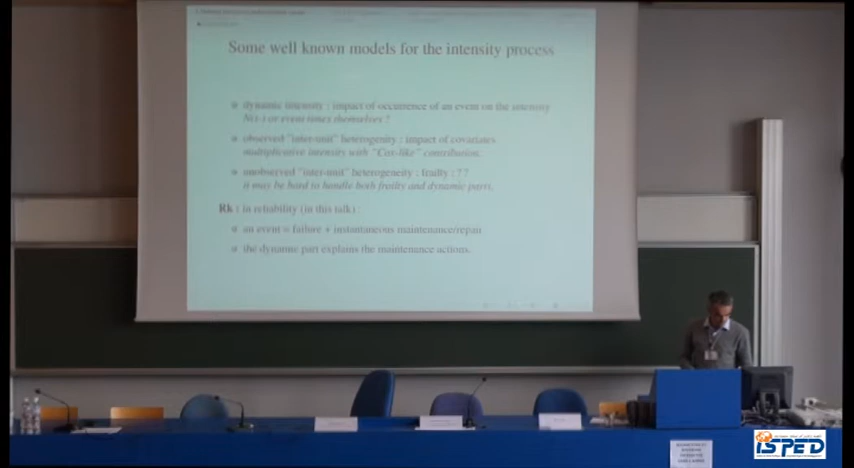 Some well known models for the intensity process
dynamic intensity : impact of occurrence of an event on the intensity
N(t-) or event times themselves ?
observed "inter-unit" heterogenity : impact of covariates
multiplicative intensity with "Cox-like" contribution.
unobserved "inter-unit" heterogeneity : frailty : ??
it may be hard to handle both frailty and dynamic parts.
Rk : in reliability (in this talk) :
an event = failure + instantaneous maintenance/repair
the dynamic part explains the maintenance actions.
ISPED